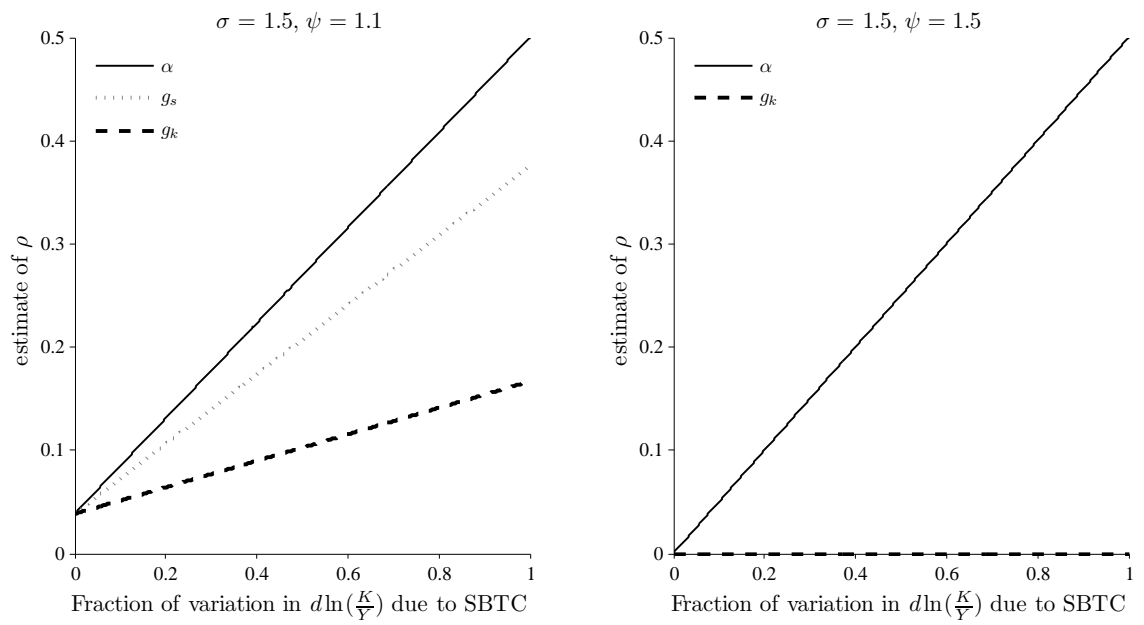 σ = 1.5, ψ = 1.1
α
g_s
g_k
0.5
0.4
0.3
0.2
0.1
0
estimate of ρ
0 0.2 0.4 0.6 0.8 1
Fraction of variation in d ln(K/Y) due to SBTC
σ = 1.5, ψ = 1.5
α
g_k
0.5
0.4
0.3
0.2
0.1
0
estimate of ρ
0 0.2 0.4 0.6 0.8 1
Fraction of variation in d ln(K/Y) due to SBTC